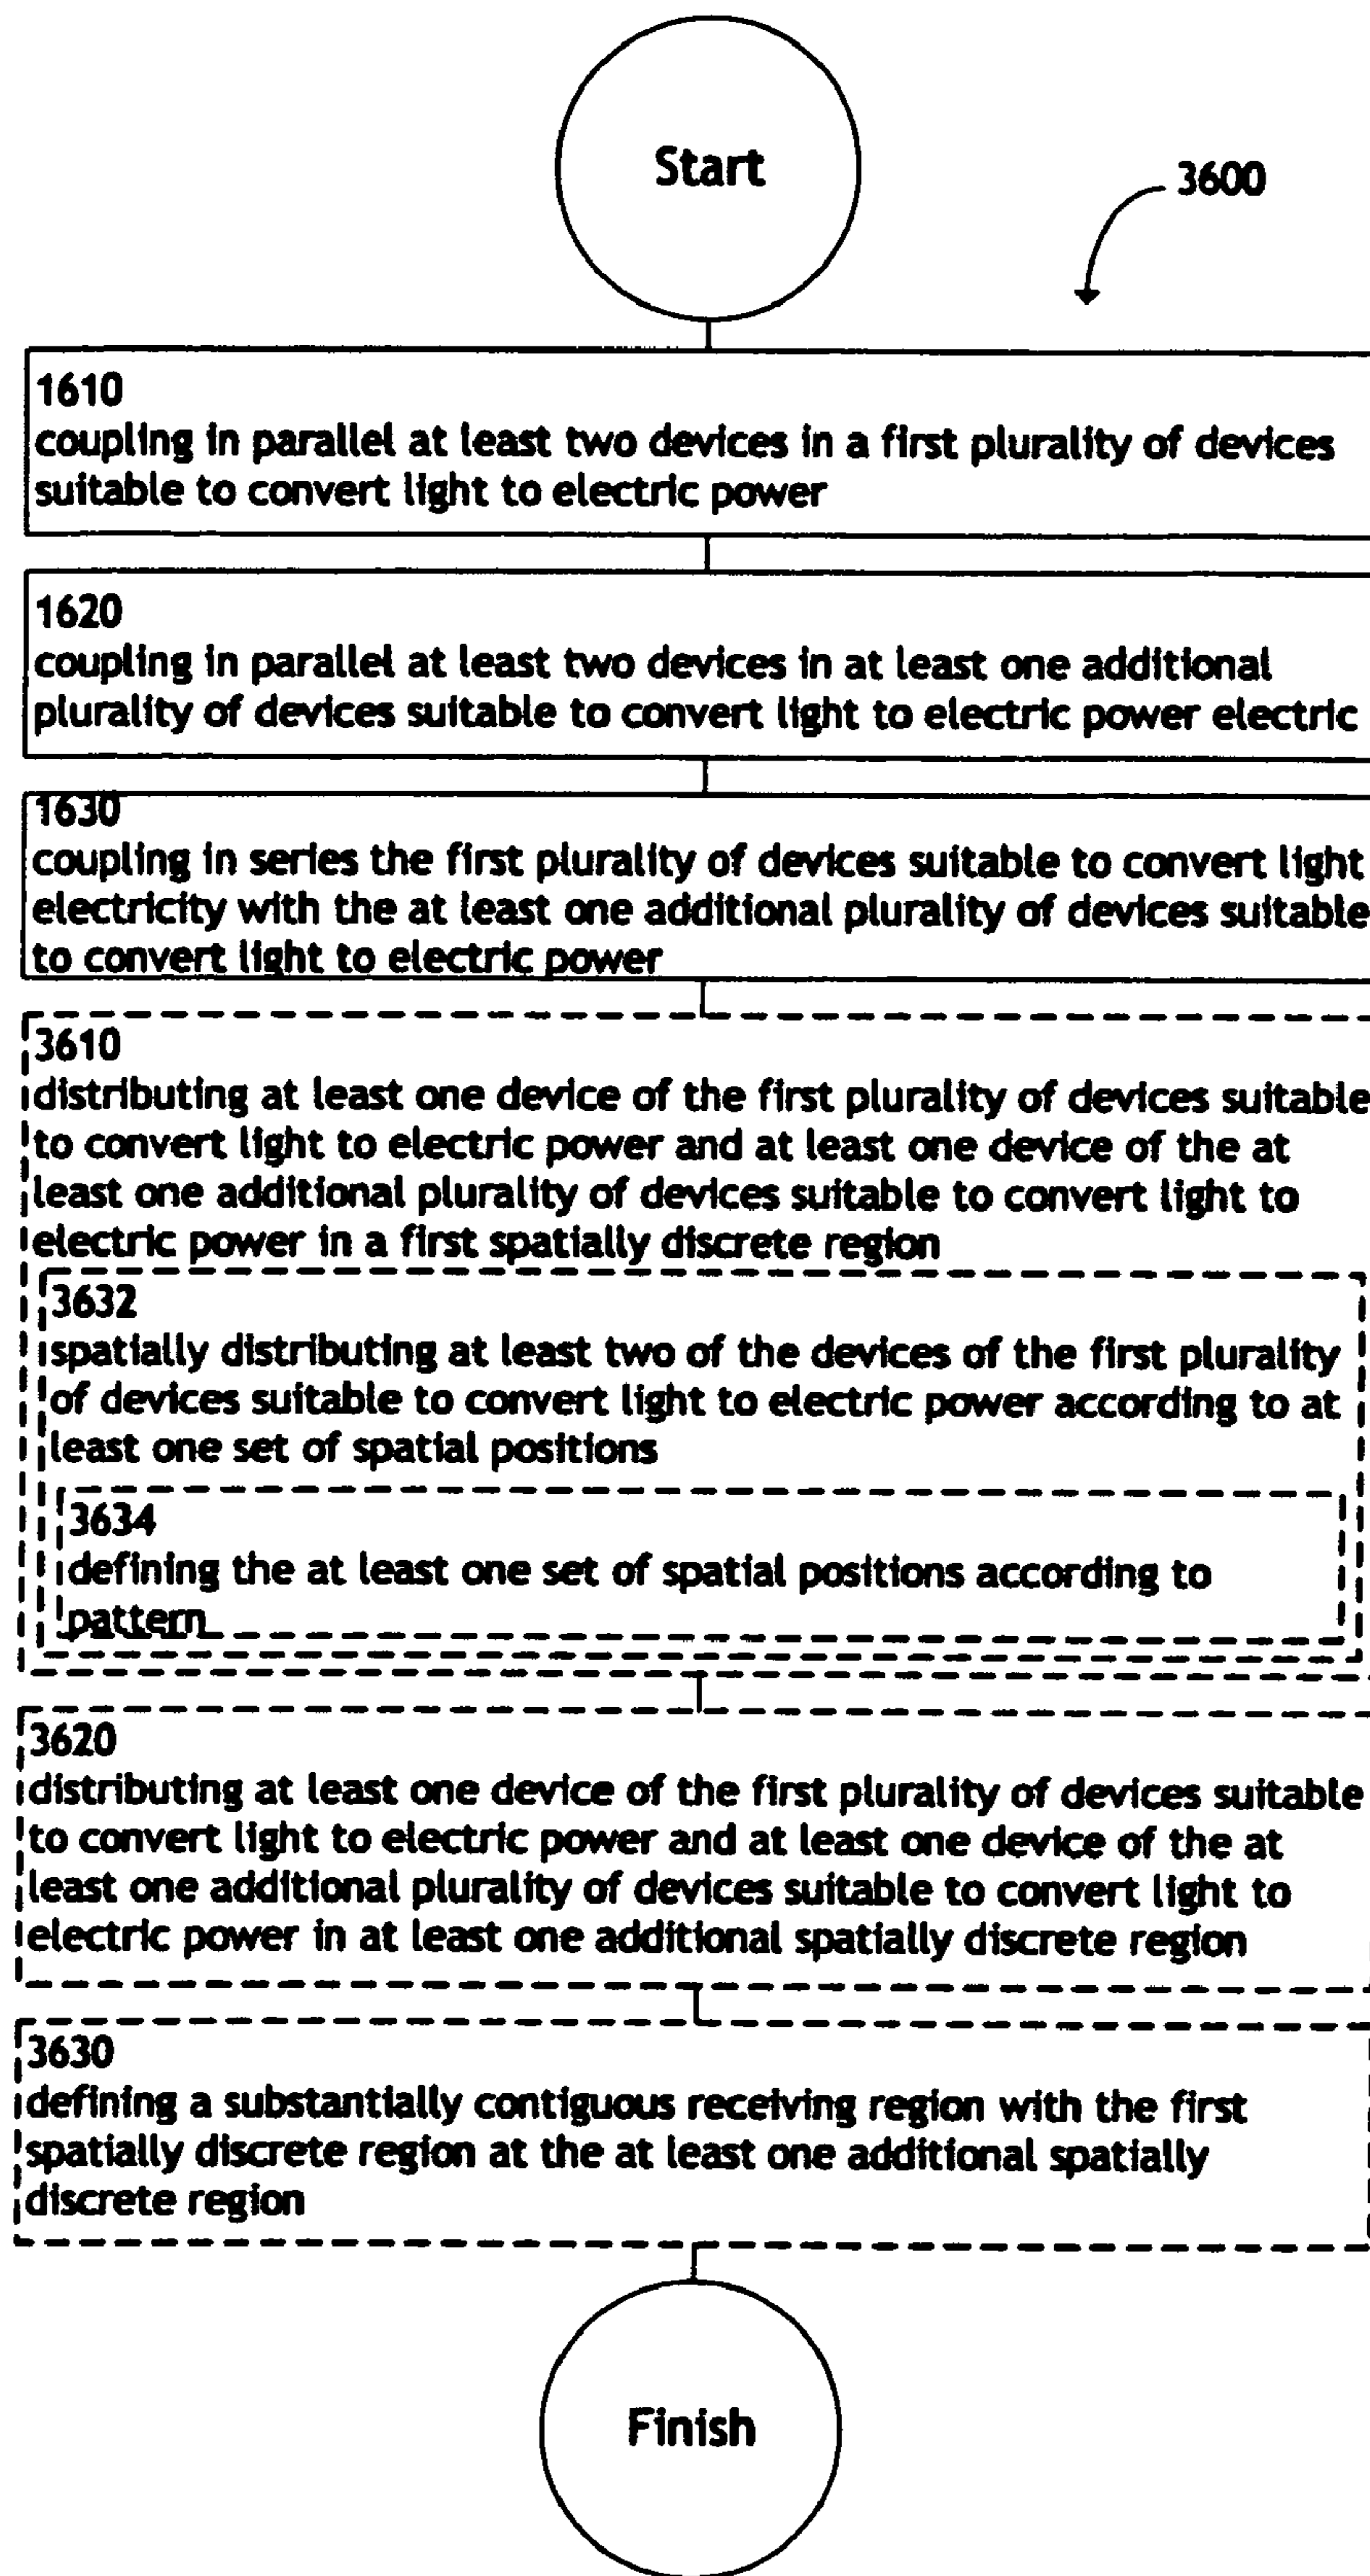 Start
3600
1610
coupling in parallel at least two devices in a first plurality of devices
suitable to convert light to electric power
1620
coupling in parallel at least two devices in at least one additional
plurality of devices suitable to convert light to electric power electric
1630
coupling in series the first plurality of devices suitable to convert light
electricity with the at least one additional plurality of devices suitable
to convert light to electric power
3610
distributing at least one device of the first plurality of devices suitable
to convert light to electric power and at least one device of the at
least one additional plurality of devices suitable to convert light to
electric power in a first spatially discrete region
3632
spatially distributing at least two of the devices of the first plurality
of devices suitable to convert light to electric power according to at
least one set of spatial positions
3634
defining the at least one set of spatial positions according to
pattern
3620
distributing at least one device of the first plurality of devices suitable
to convert light to electric power and at least one device of the at
least one additional plurality of devices suitable to convert light to
electric power in at least one additional spatially discrete region
3630
defining a substantially contiguous receiving region with the first
spatially discrete region at the at least one additional spatially
discrete region
Finish